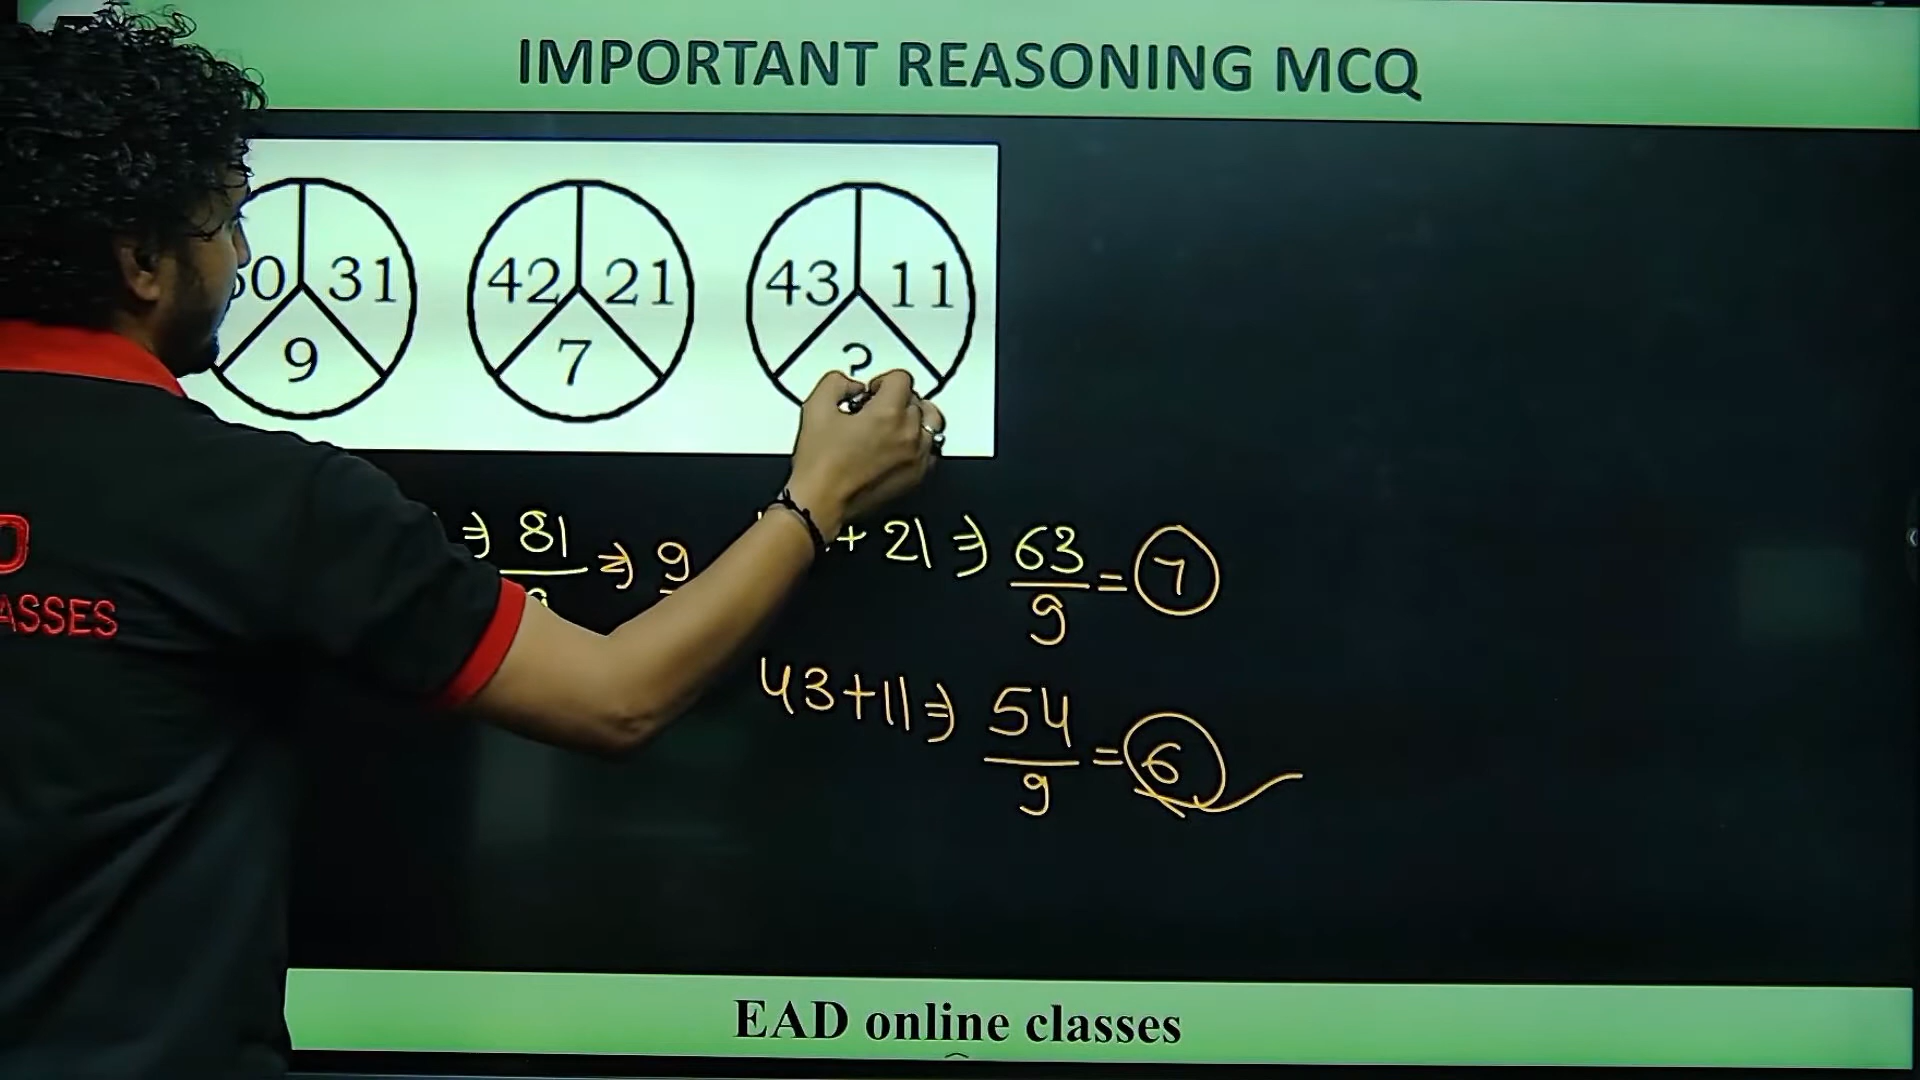 IMPORTANT REASONING MCQ
31 42 21 43 11
9 7 ?
⇒ 81 ⇒ 9 + 21 ⇒ 63 = 7
9
43+11 ⇒ 54 = 6
9
ASSES
EAD online classes